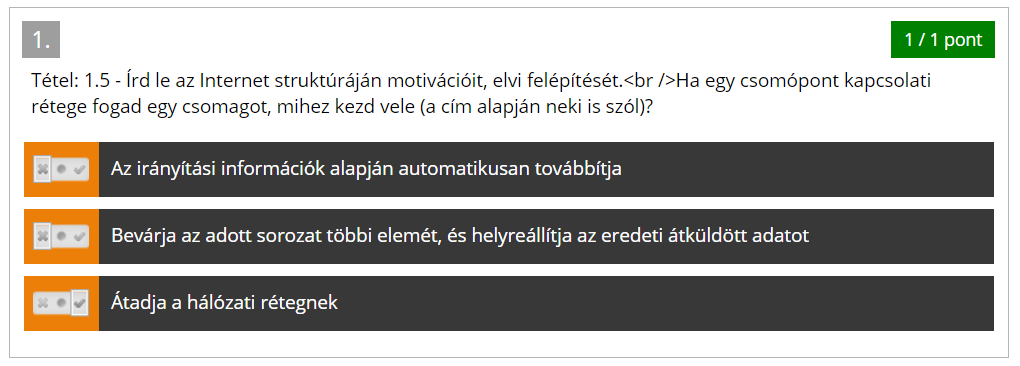 1.
1 / 1 pont
Tétel: 1.5 - Írd le az Internet struktúráján motivációit, elvi felépítését.<br />Ha egy csomópont kapcsolati
rétege fogad egy csomagot, mihez kezd vele (a cím alapján neki is szól)?
Az irányítási információk alapján automatikusan továbbítja
Bevárja az adott sorozat többi elemét, és helyreállítja az eredeti átküldött adatot
Átadja a hálózati rétegnek